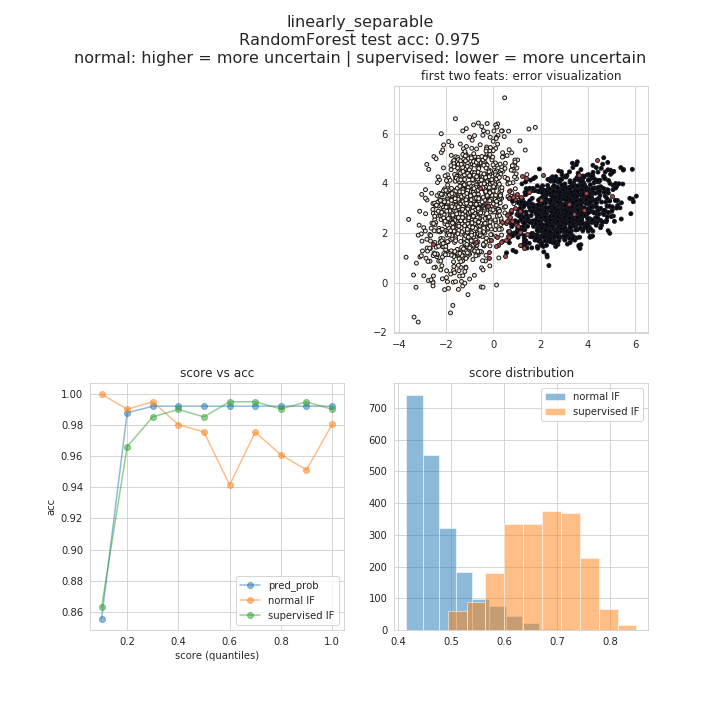 linearly_separable
RandomForest test acc: 0.975
normal: higher = more uncertain | supervised: lower = more uncertain
first two feats: error visualization
6
4
2
0
−2
−4
−2
0
2
4
6
score vs acc
1.00
0.98
0.96
0.94
0.92
0.90
0.88
0.86
acc
pred_prob
normal IF
supervised IF
0.2
0.4
0.6
0.8
1.0
score (quantiles)
score distribution
700
600
500
400
300
200
100
0
normal IF
supervised IF
0.4
0.5
0.6
0.7
0.8